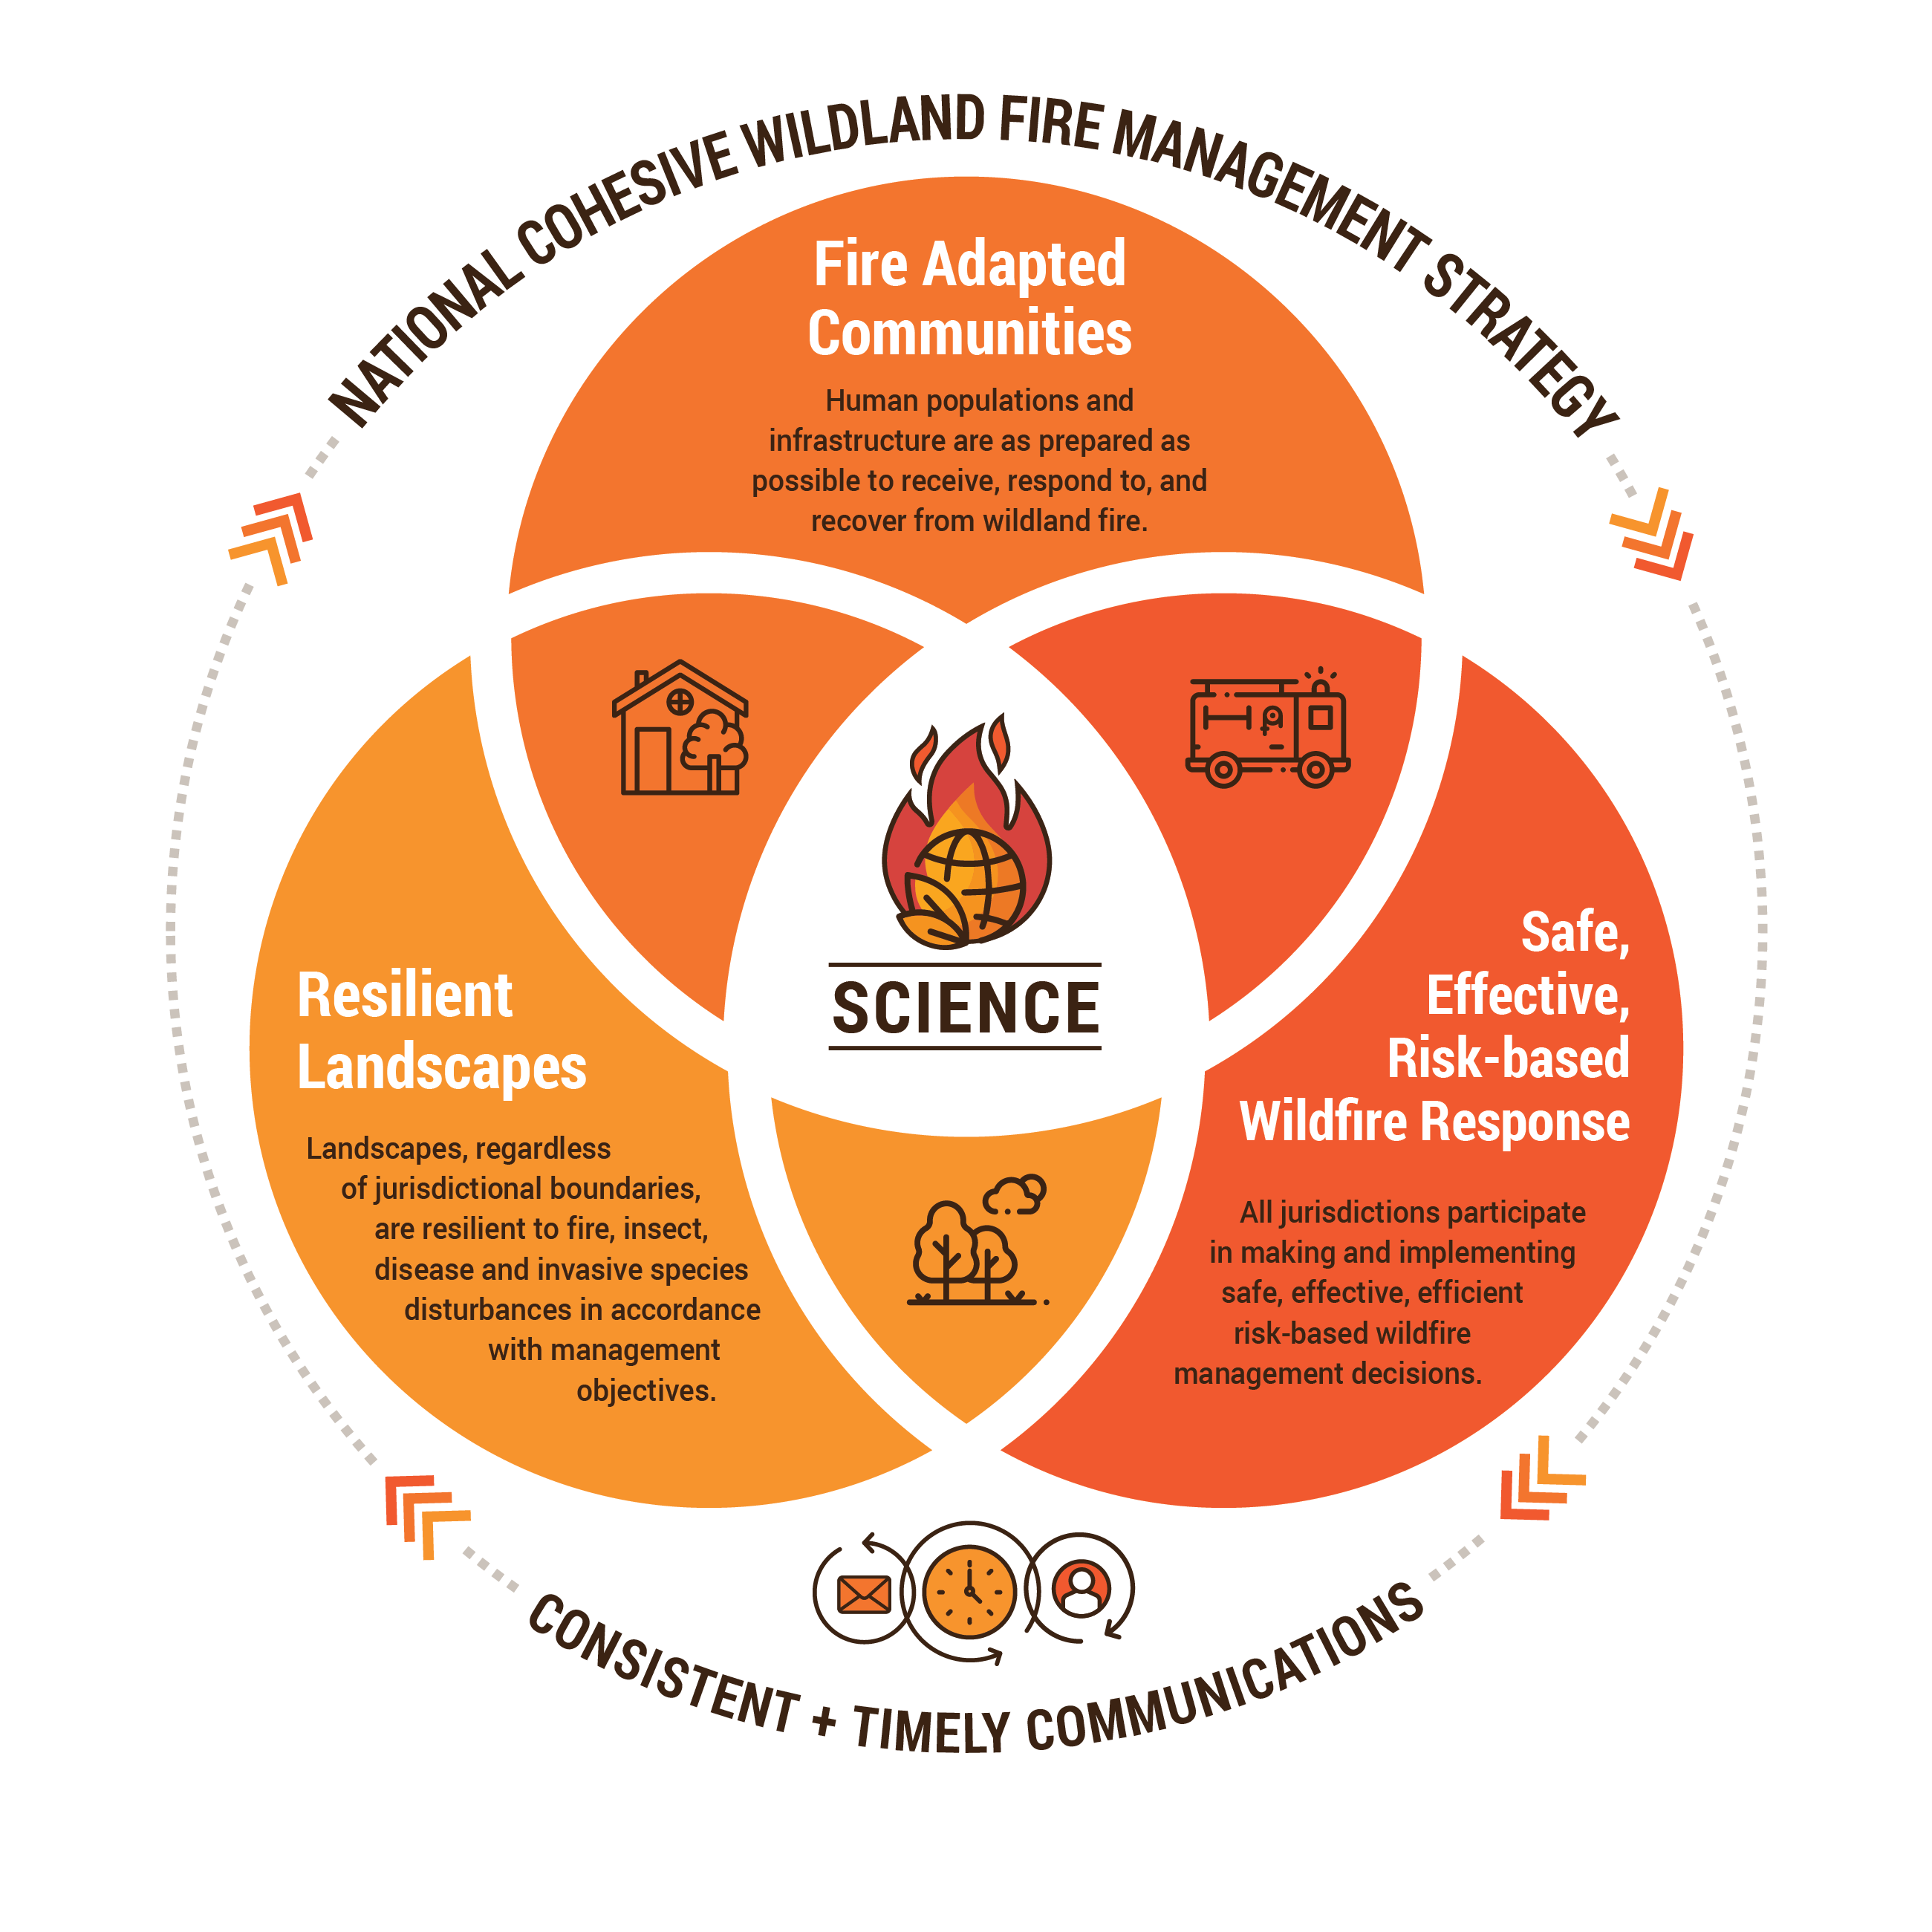 NATIONAL COHESIVE WILDLAND FIRE MANAGEMENT STRATEGY
Fire Adapted
Communities
Human populations and
infrastructure are as prepared as
possible to receive, respond to, and
recover from wildland fire.
SCIENCE
Resilient
Landscapes
Landscapes, regardless
of jurisdictional boundaries,
are resilient to fire, insect,
disease and invasive species
disturbances in accordance
with management
objectives.
Safe,
Effective,
Risk-based
Wildfire Response
All jurisdictions participate
in making and implementing
safe, effective, efficient
risk-based wildfire
management decisions.
CONSISTENT + TIMELY COMMUNICATIONS